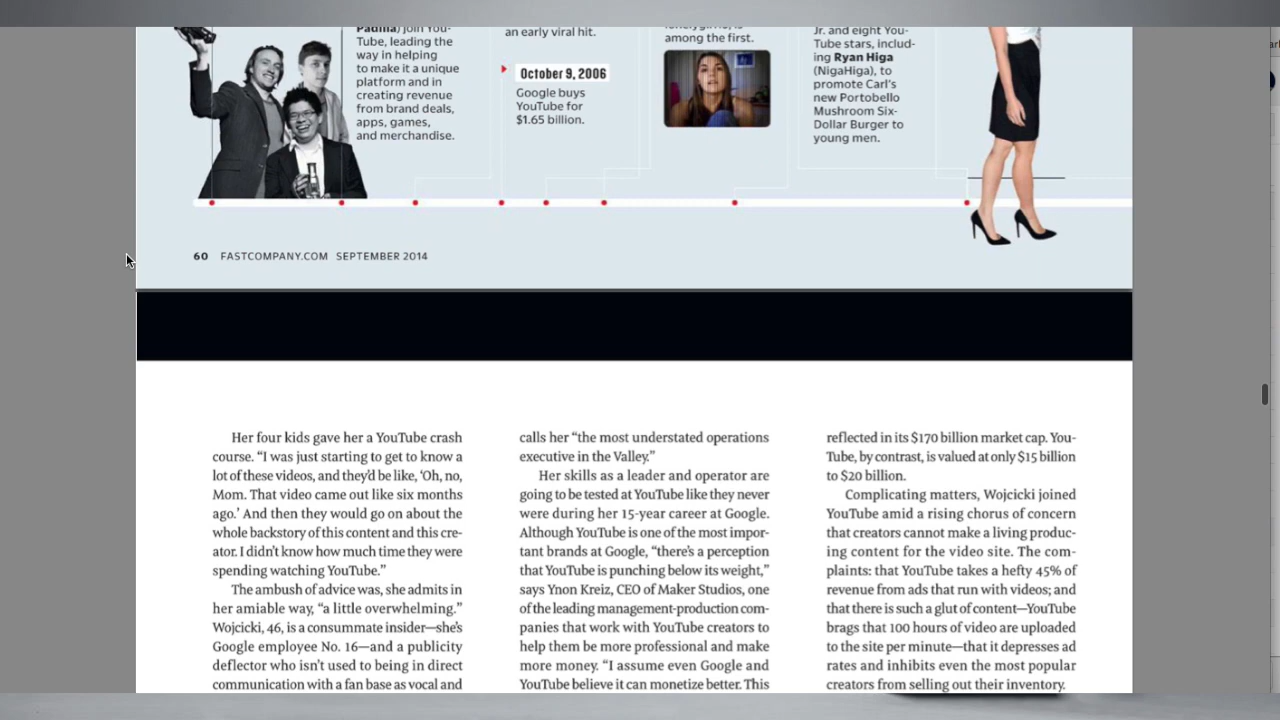 Padilla) join You-
Tube, leading the
way in helping
to make it a unique
platform and in
creating revenue
from brand deals,
apps, games,
and merchandise.
an early viral hit.
October 9, 2006
Google buys
YouTube for
$1.65 billion.
among the first.
Jr. and eight You-
Tube stars, includ-
ing Ryan Higa
(NigaHiga), to
promote Carl's
new Portobello
Mushroom Six-
Dollar Burger to
young men.
60 FASTCOMPANY.COM SEPTEMBER 2014
Her four kids gave her a YouTube crash
course. “I was just starting to get to know a
lot of these videos, and they'd be like, ‘Oh, no,
Mom. That video came out like six months
ago.’ And then they would go on about the
whole backstory of this content and this cre-
ator. I didn't know how much time they were
spending watching YouTube.”
The ambush of advice was, she admits in
her amiable way, “a little overwhelming.”
Wojcicki, 46, is a consummate insider—she's
Google employee No. 16—and a publicity
deflector who isn't used to being in direct
communication with a fan base as vocal and
calls her “the most understated operations
executive in the Valley.”
Her skills as a leader and operator are
going to be tested at YouTube like they never
were during her 15-year career at Google.
Although YouTube is one of the most impor-
tant brands at Google, “there's a perception
that YouTube is punching below its weight,”
says Ynon Kreiz, CEO of Maker Studios, one
of the leading management-production com-
panies that work with YouTube creators to
help them be more professional and make
more money. “I assume even Google and
YouTube believe it can monetize better. This
reflected in its $170 billion market cap. You-
Tube, by contrast, is valued at only $15 billion
to $20 billion.
Complicating matters, Wojcicki joined
YouTube amid a rising chorus of concern
that creators cannot make a living produc-
ing content for the video site. The com-
plaints: that YouTube takes a hefty 45% of
revenue from ads that run with videos; and
that there is such a glut of content—YouTube
brags that 100 hours of video are uploaded
to the site per minute—that it depresses ad
rates and inhibits even the most popular
creators from selling out their inventory.